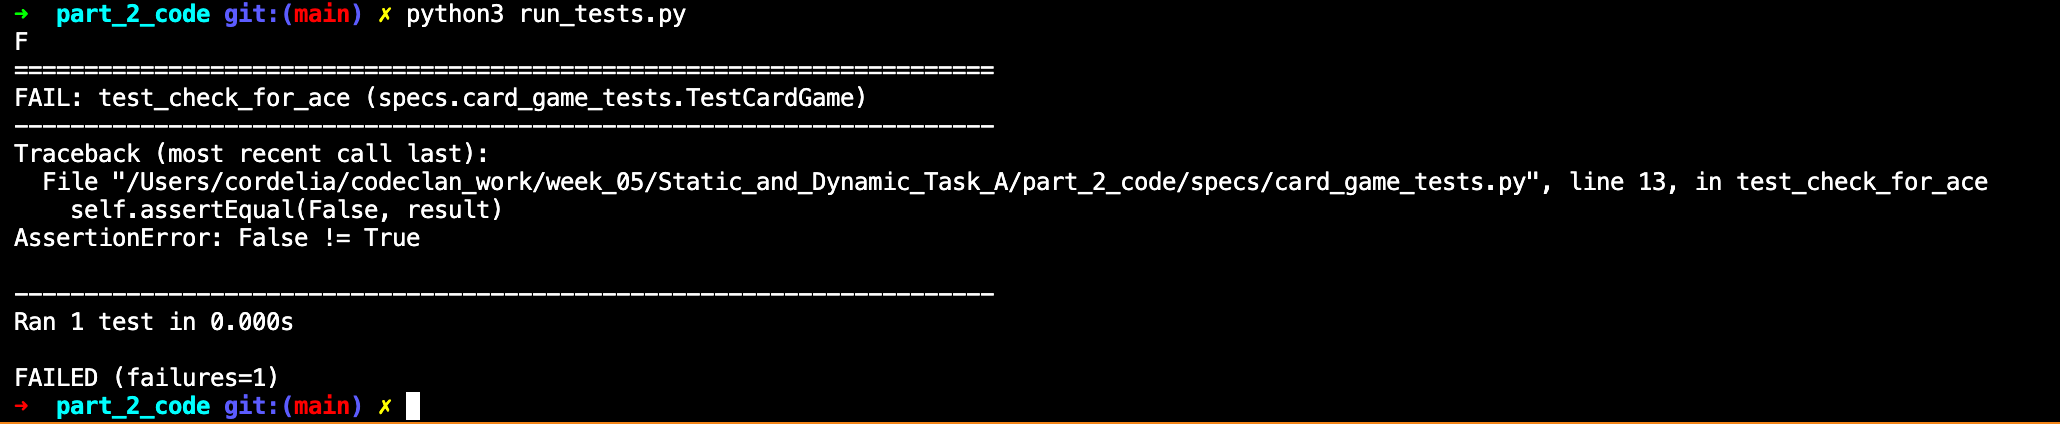 ➜  part_2_code git:(main) ✗ python3 run_tests.py
F
======================================================================
FAIL: test_check_for_ace (specs.card_game_tests.TestCardGame)
----------------------------------------------------------------------
Traceback (most recent call last):
  File "/Users/cordelia/codeclan_work/week_05/Static_and_Dynamic_Task_A/part_2_code/specs/card_game_tests.py", line 13, in test_check_for_ace
    self.assertEqual(False, result)
AssertionError: False != True

----------------------------------------------------------------------
Ran 1 test in 0.000s

FAILED (failures=1)
➜  part_2_code git:(main) ✗